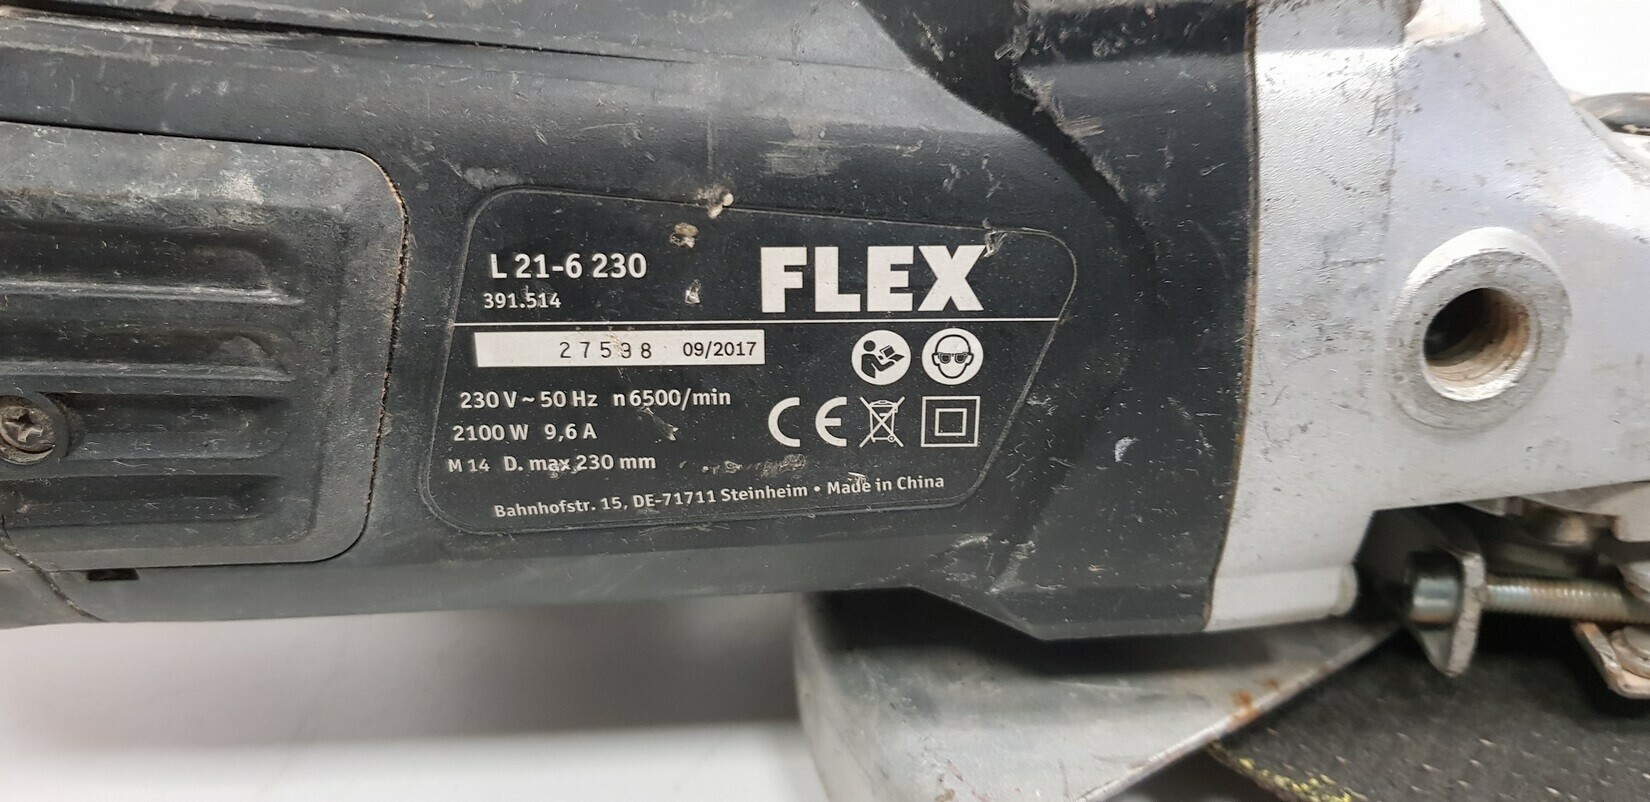 L 21-6 230
FLEX
391.514
09/2017
230 V ~ 50 Hz n 6500/min
2100 W 9,6 A
M 14 D. max 230 mm
CE
Bahnhofstr. 15, DE-71711 Steinheim • Made in China